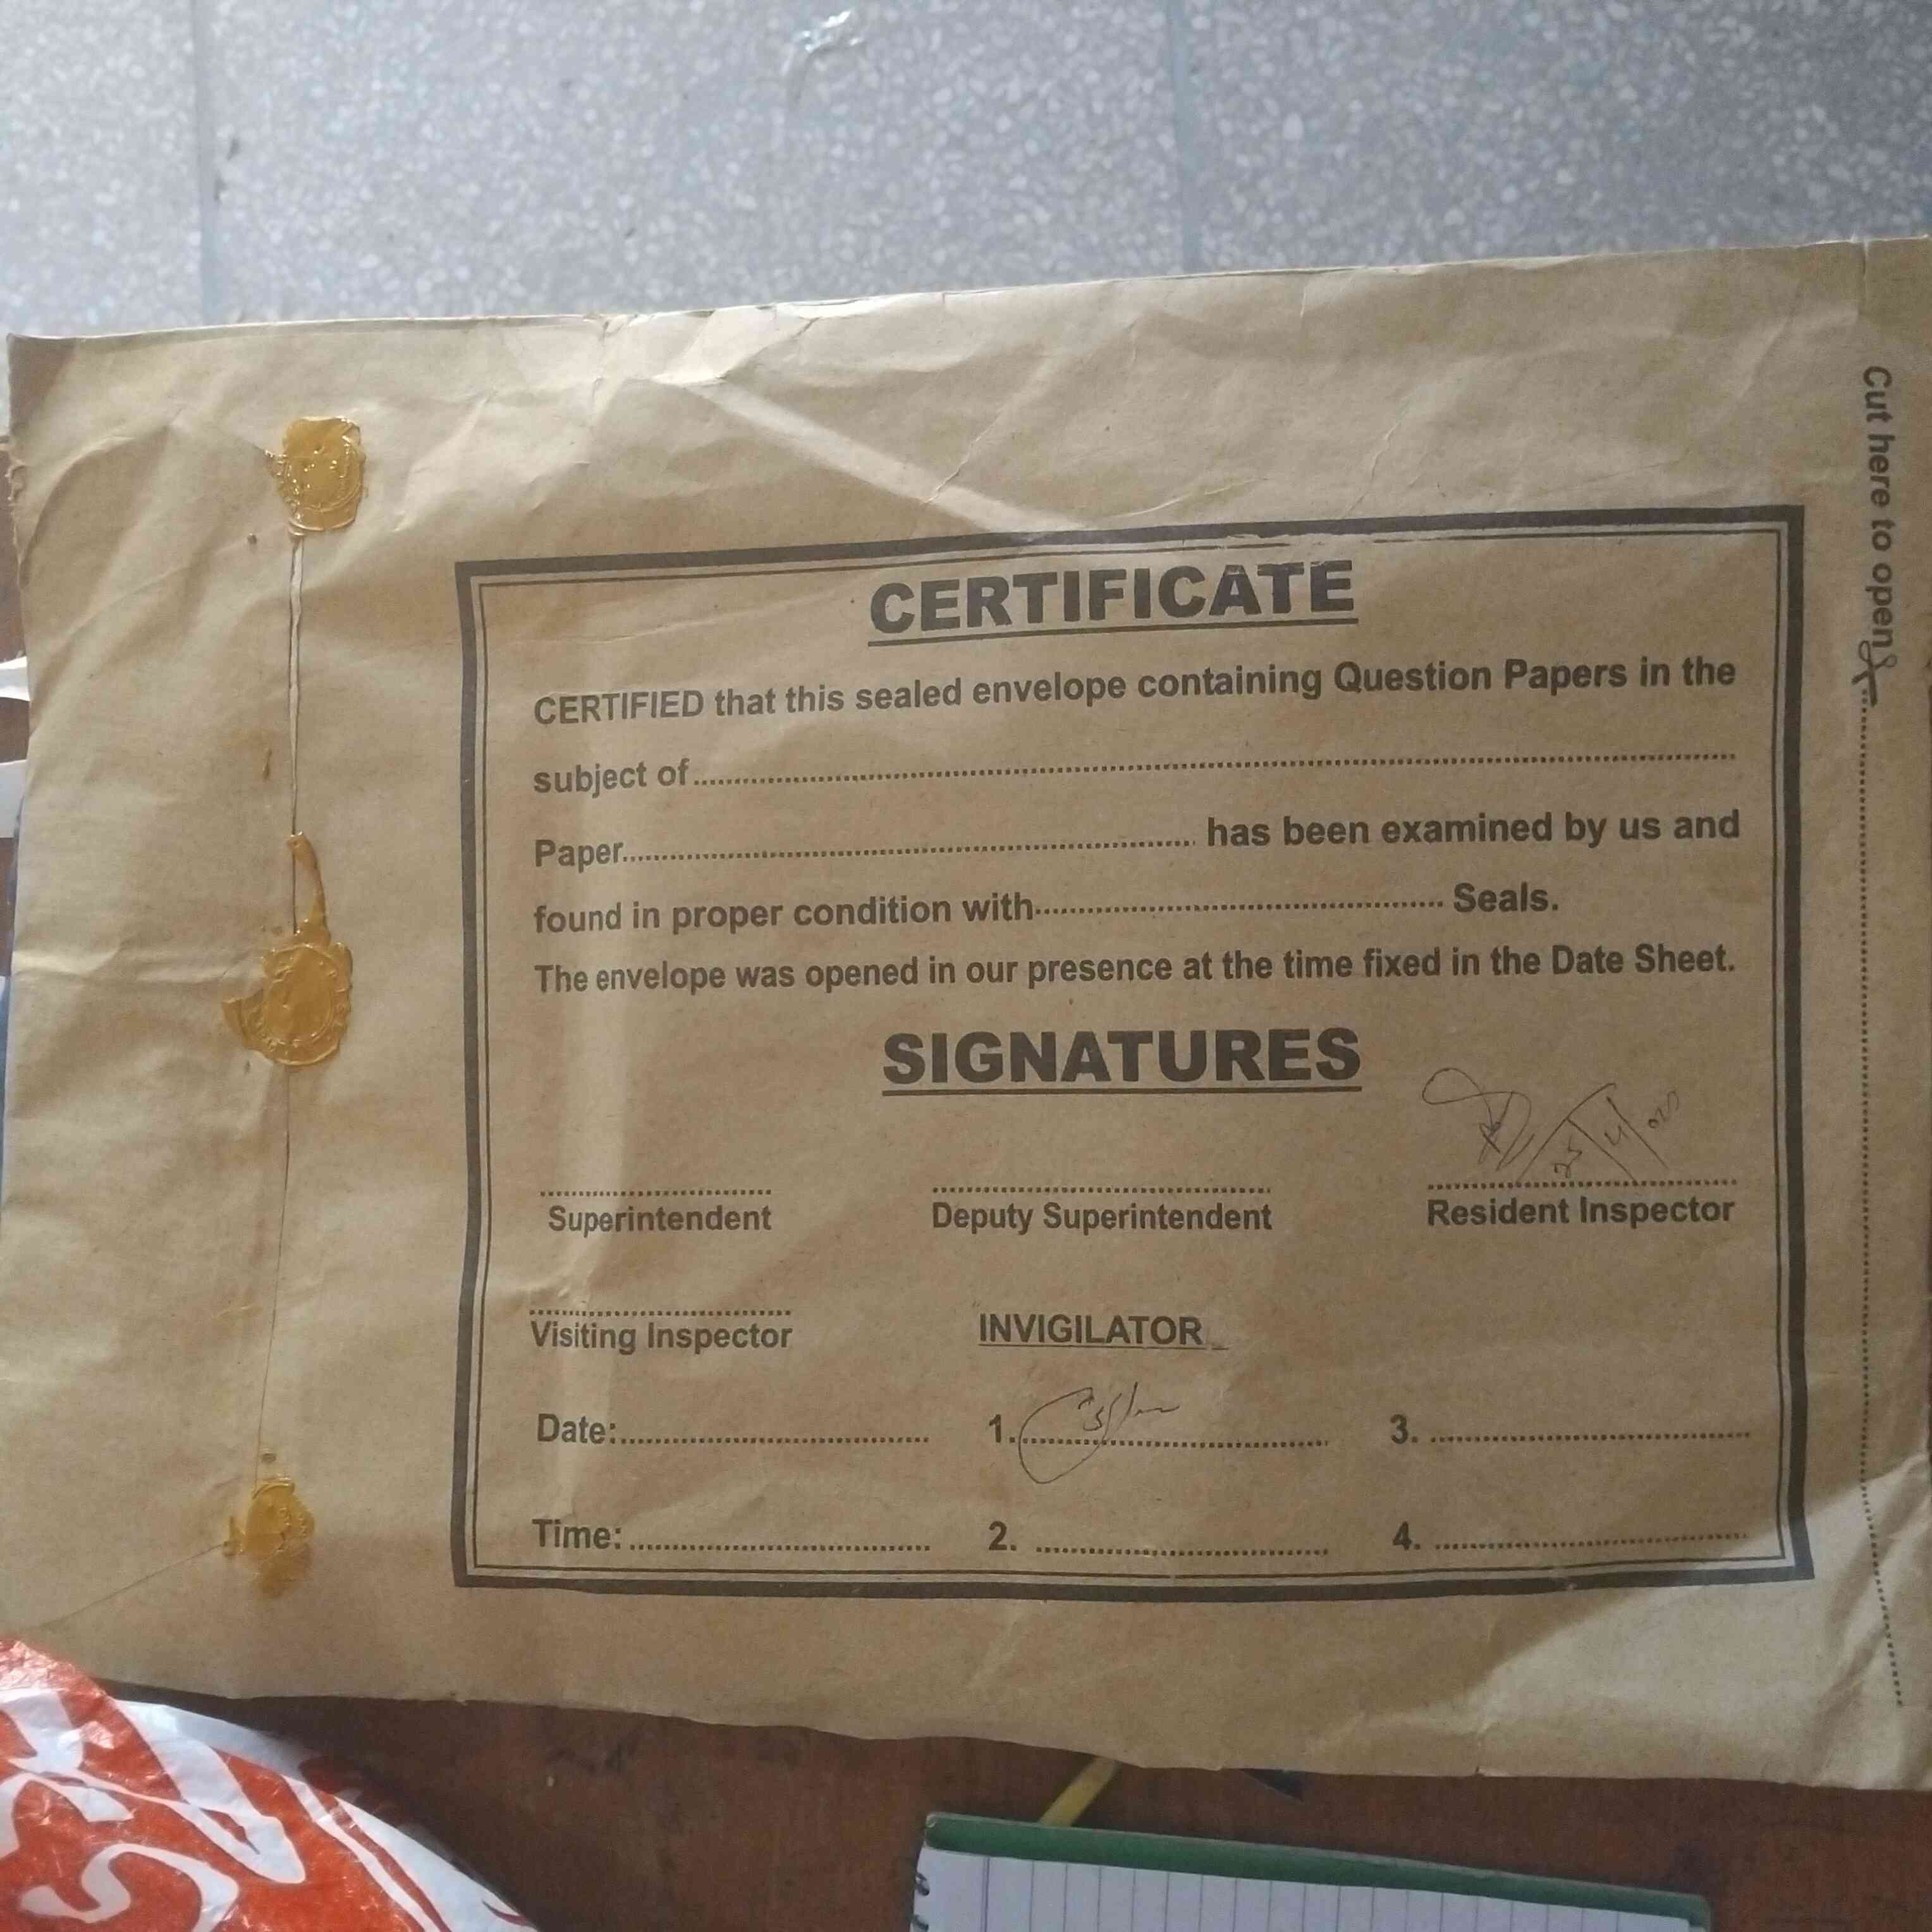 Cut here to open
CERTIFICATE
CERTIFIED that this sealed envelope containing Question Papers in the
subject of
Paper has been examined by us and
found in proper condition with Seals.
The envelope was opened in our presence at the time fixed in the Date Sheet.
SIGNATURES
25/4/
Superintendent Deputy Superintendent Resident Inspector
Visiting Inspector INVIGILATOR
Date: 1. 3.
Time: 2. 4.